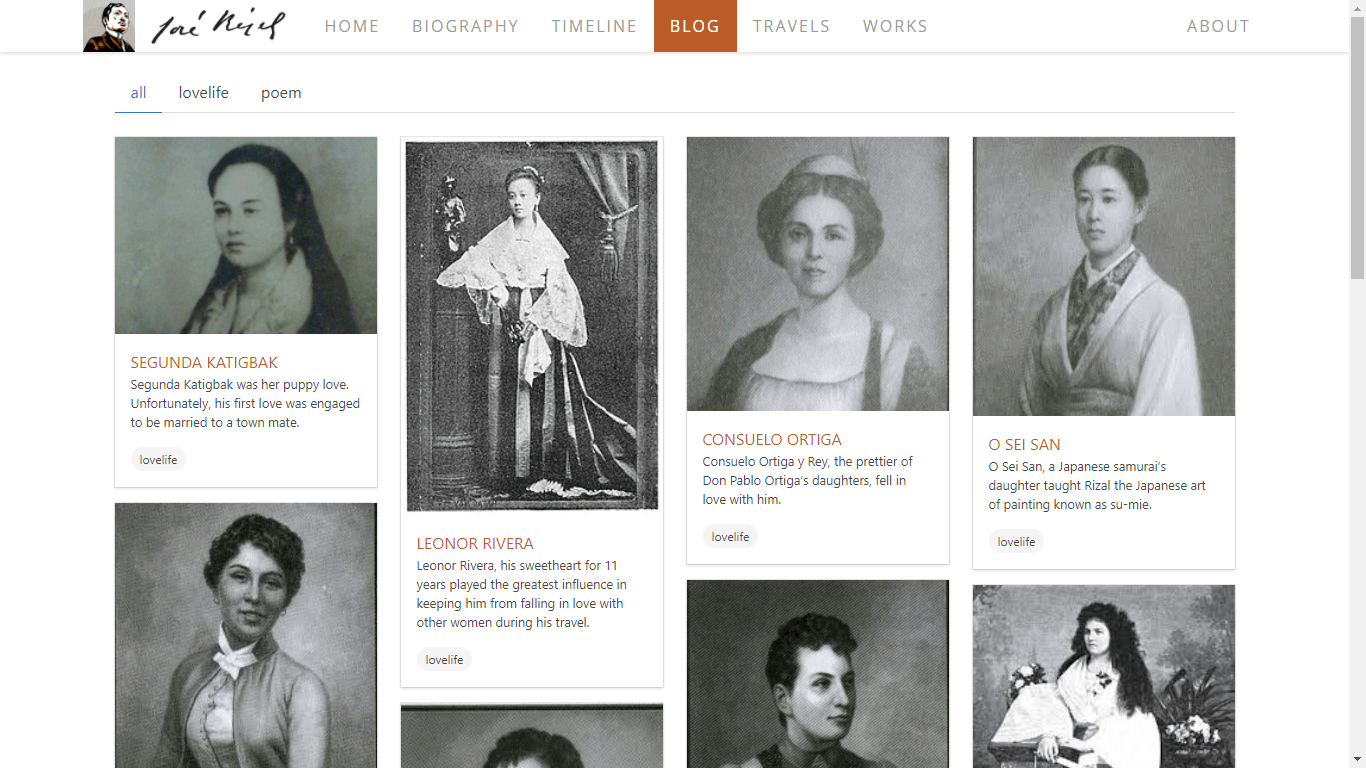 José Rizal
HOME
BIOGRAPHY
TIMELINE
BLOG
TRAVELS
WORKS
ABOUT
all
lovelife
poem
SEGUNDA KATIGBAK
Segunda Katigbak was her puppy love.
Unfortunately, his first love was engaged
to be married to a town mate.
lovelife
LEONOR RIVERA
Leonor Rivera, his sweetheart for 11
years played the greatest influence in
keeping him from falling in love with
other women during his travel.
lovelife
CONSUELO ORTIGA
Consuelo Ortiga y Rey, the prettier of
Don Pablo Ortiga’s daughters, fell in
love with him.
lovelife
O SEI SAN
O Sei San, a Japanese samurai’s
daughter taught Rizal the Japanese art
of painting known as su-mie.
lovelife